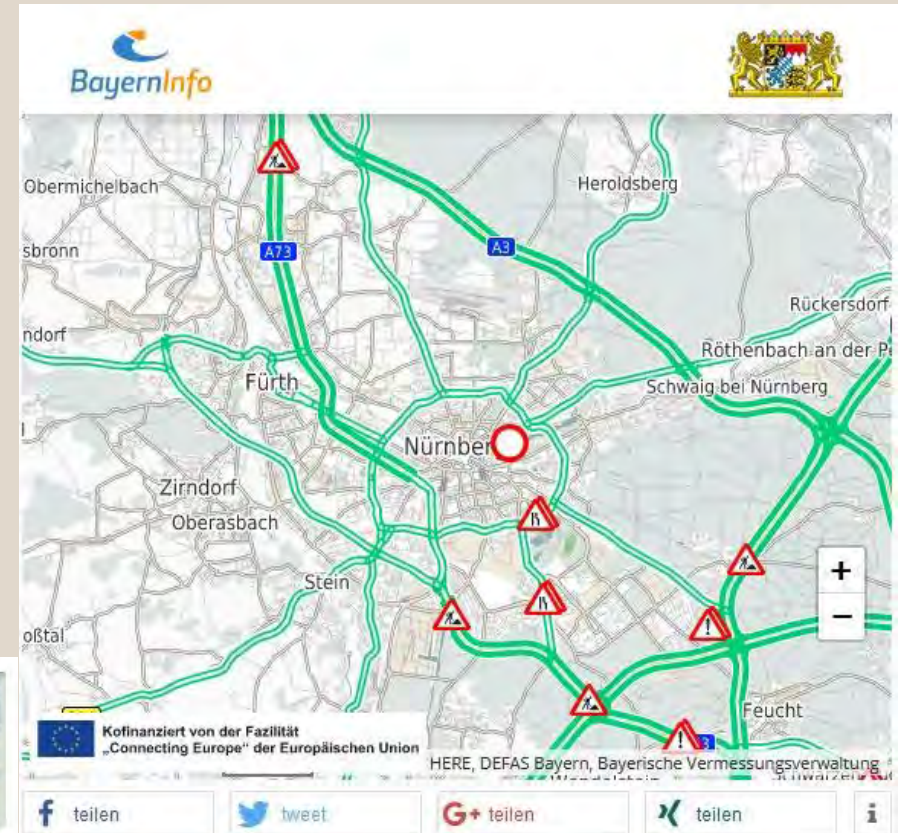 BayernInfo
Obermichelbach
Heroldsberg
sbronn
A73
A3
Rückersdorf
ndorf
Röthenbach an der Pe
Fürth
Schwaig bei Nürnberg
Nürnber
Zirndorf
Oberasbach
+
Stein
−
oßtal
Feucht
Kofinanziert von der Fazilität
„Connecting Europe“ der Europäischen Union
3
HERE, DEFAS Bayern, Bayerische Vermessungsverwaltung
teilen
tweet
G+ teilen
teilen
i